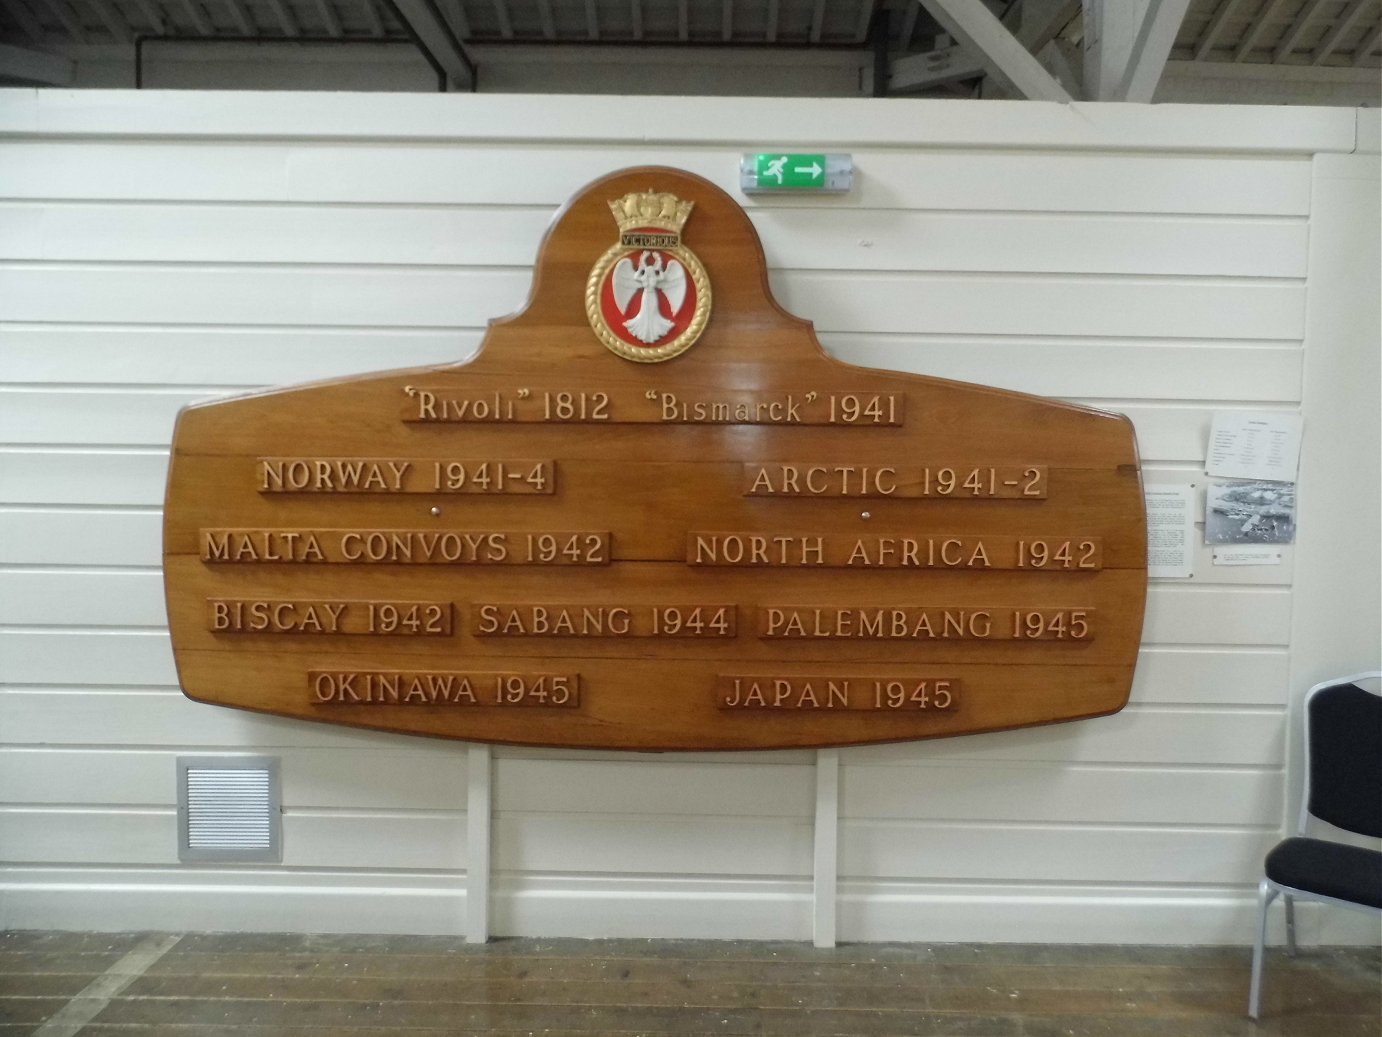 VICTORIOUS
"Rivoli" 1812 "Bismarck" 1941
NORWAY 1941-4 ARCTIC 1941-2
MALTA CONVOYS 1942 NORTH AFRICA 1942
BISCAY 1942 SABANG 1944 PALEMBANG 1945
OKINAWA 1945 JAPAN 1945